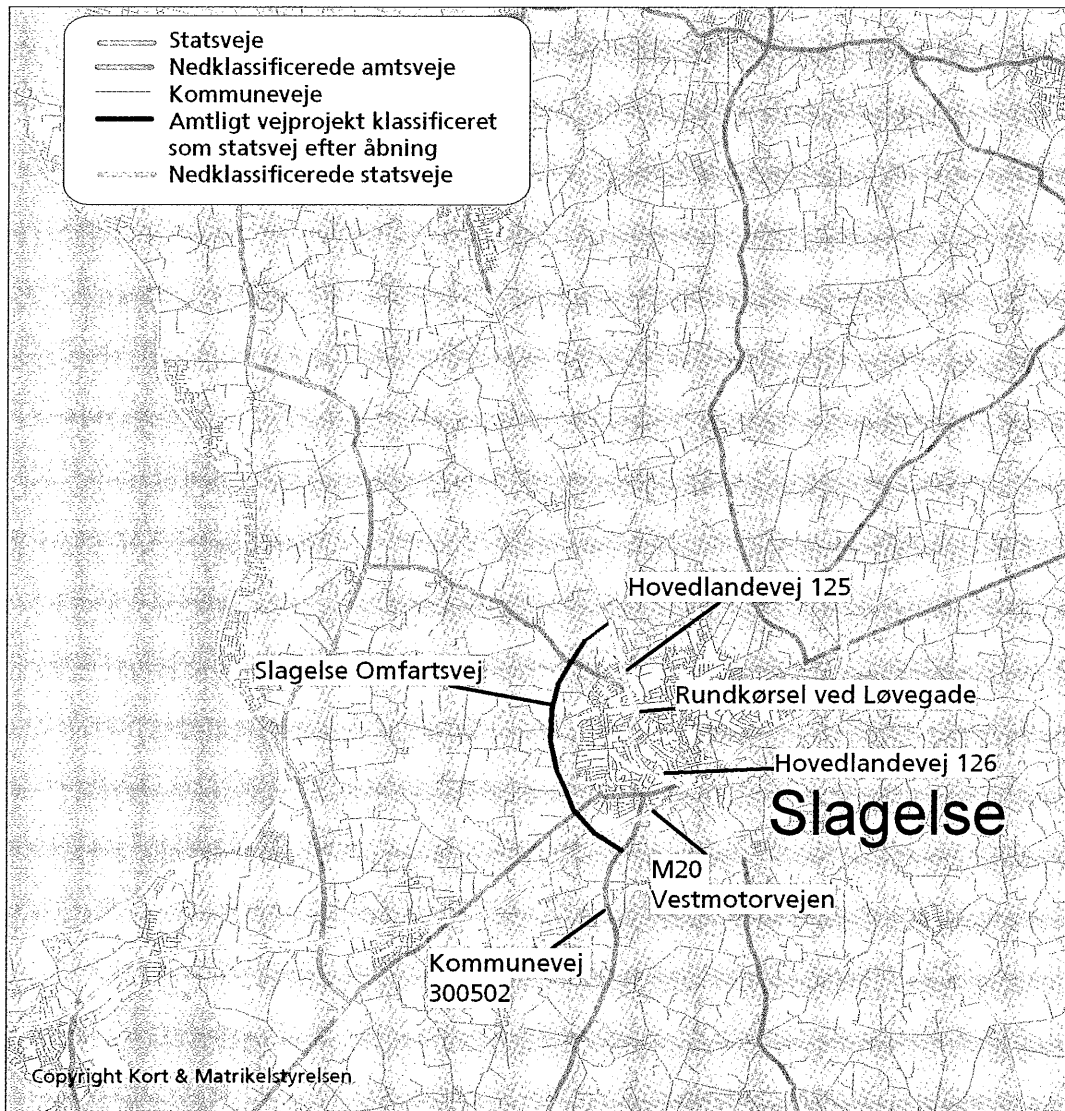 Statsveje
Nedklassificerede amtsveje
Kommuneveje
Amtligt vejprojekt klassificeret
som statsvej efter åbning
Nedklassificerede statsveje
Hovedlandevej 125
Slagelse Omfartsvej
Rundkørsel ved Løvegade
Hovedlandevej 126
Slagelse
M20
Vestmotorvejen
Kommunevej
300502
Copyright Kort & Matrikelstyrelsen